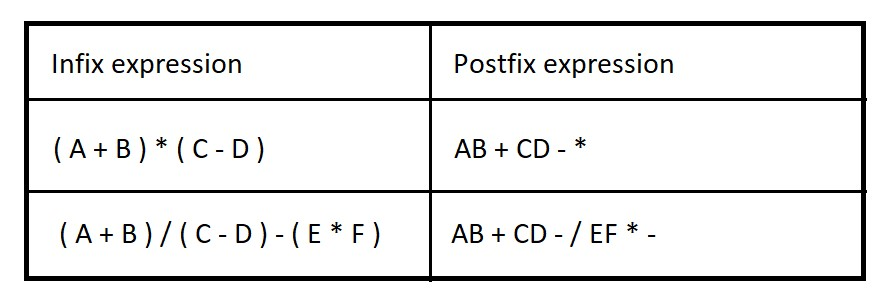 Infix expression Postfix expression
( A + B ) * ( C - D ) AB + CD - *
( A + B ) / ( C - D ) - ( E * F ) AB + CD - / EF * -